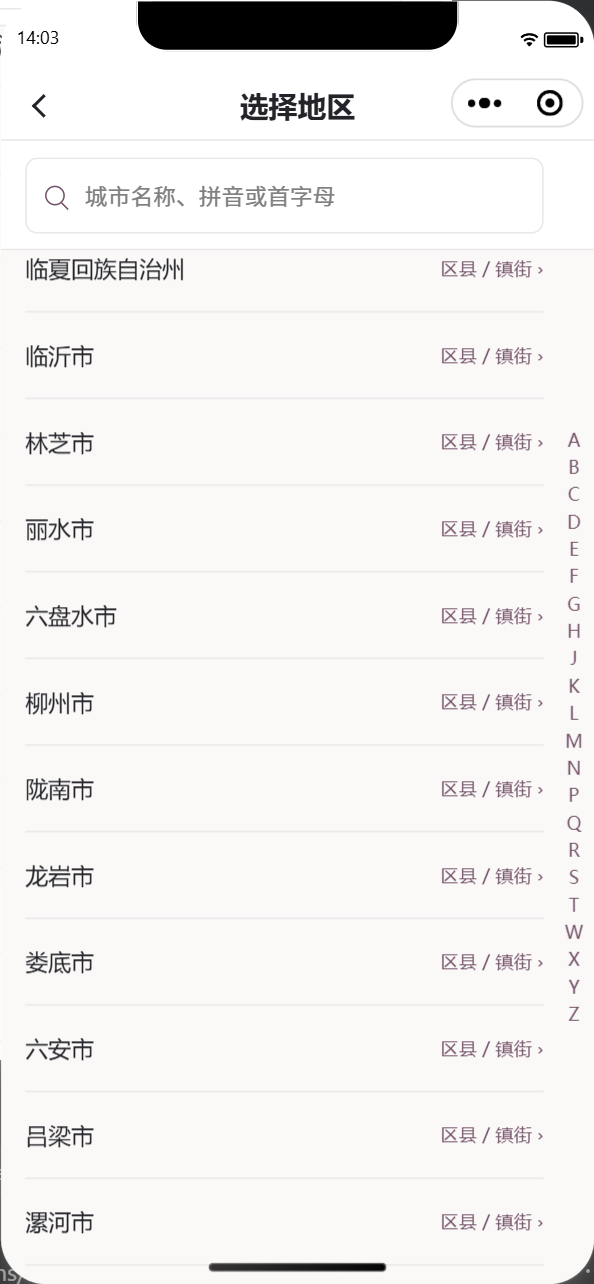 14:03
选择地区
城市名称、拼音或首字母
临夏回族自治州 区县 / 镇街 ›
临沂市 区县 / 镇街 ›
林芝市 区县 / 镇街 ›
丽水市 区县 / 镇街 ›
六盘水市 区县 / 镇街 ›
柳州市 区县 / 镇街 ›
陇南市 区县 / 镇街 ›
龙岩市 区县 / 镇街 ›
娄底市 区县 / 镇街 ›
六安市 区县 / 镇街 ›
吕梁市 区县 / 镇街 ›
漯河市 区县 / 镇街 ›
A
B
C
D
E
F
G
H
J
K
L
M
N
P
Q
R
S
T
W
X
Y
Z